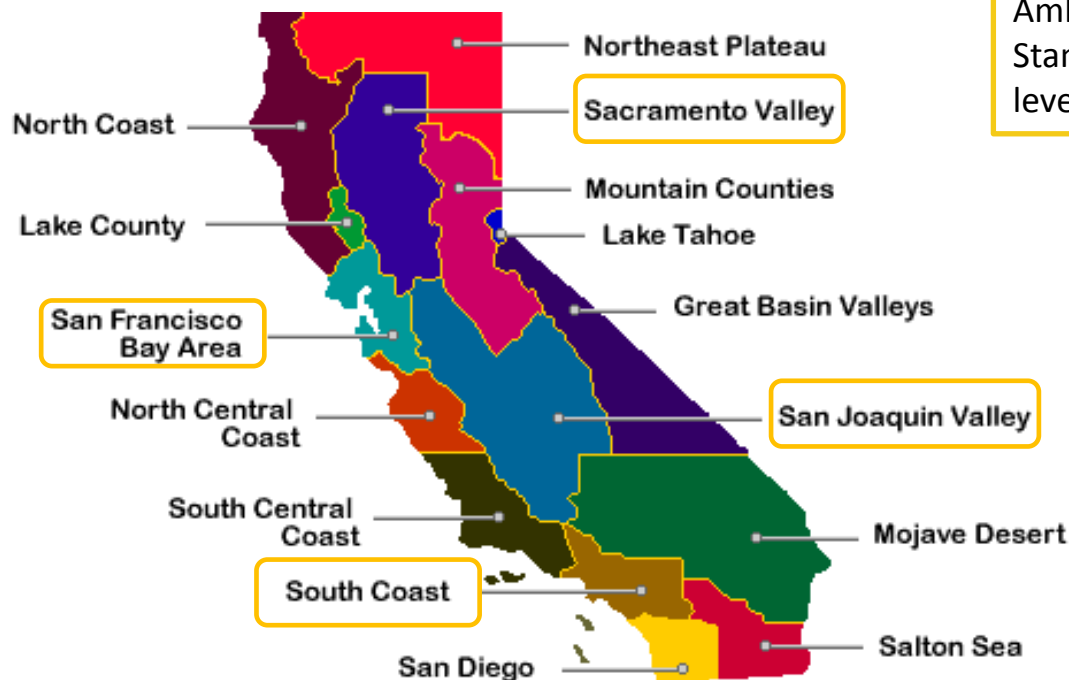 Northeast Plateau
Sacramento Valley
North Coast
Mountain Counties
Lake County
Lake Tahoe
Great Basin Valleys
San Francisco
Bay Area
North Central
Coast
San Joaquin Valley
South Central
Coast
Mojave Desert
South Coast
Salton Sea
San Diego